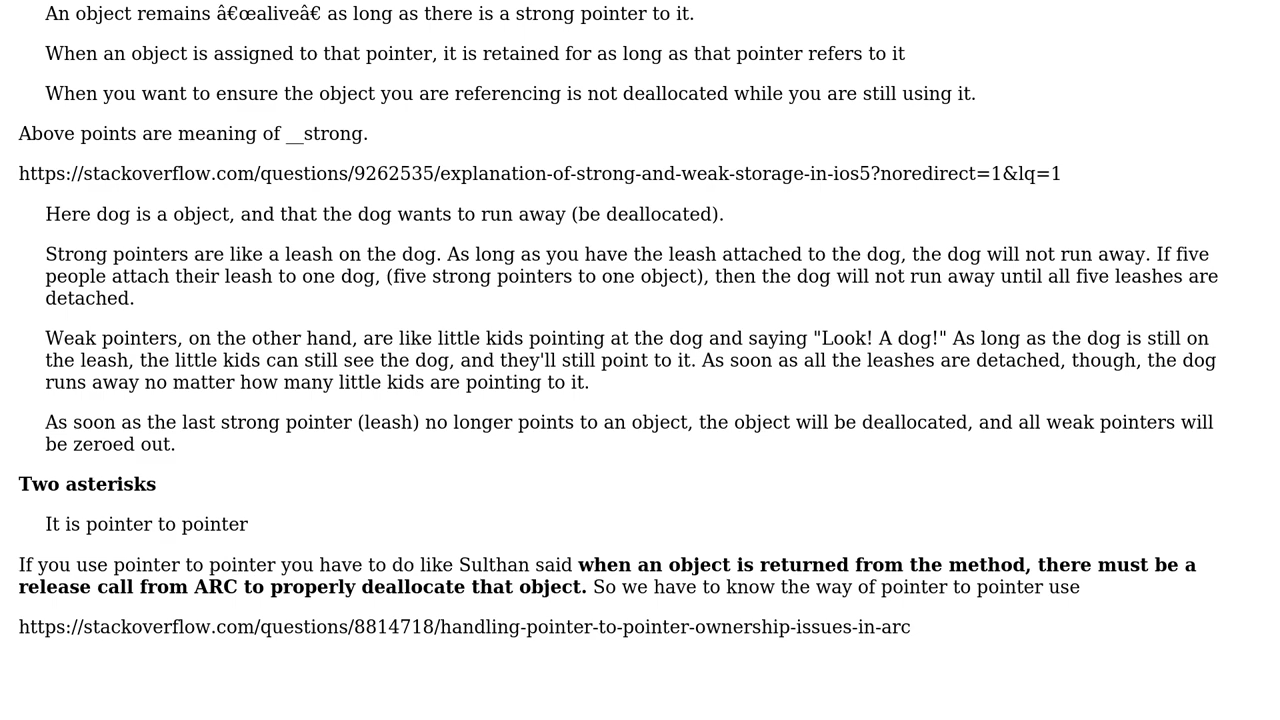 An object remains â€œaliveâ€ as long as there is a strong pointer to it.
When an object is assigned to that pointer, it is retained for as long as that pointer refers to it
When you want to ensure the object you are referencing is not deallocated while you are still using it.
Above points are meaning of __strong.
https://stackoverflow.com/questions/9262535/explanation-of-strong-and-weak-storage-in-ios5?noredirect=1&lq=1
Here dog is a object, and that the dog wants to run away (be deallocated).
Strong pointers are like a leash on the dog. As long as you have the leash attached to the dog, the dog will not run away. If five
people attach their leash to one dog, (five strong pointers to one object), then the dog will not run away until all five leashes are
detached.
Weak pointers, on the other hand, are like little kids pointing at the dog and saying "Look! A dog!" As long as the dog is still on
the leash, the little kids can still see the dog, and they'll still point to it. As soon as all the leashes are detached, though, the dog
runs away no matter how many little kids are pointing to it.
As soon as the last strong pointer (leash) no longer points to an object, the object will be deallocated, and all weak pointers will
be zeroed out.
Two asterisks
It is pointer to pointer
If you use pointer to pointer you have to do like Sulthan said when an object is returned from the method, there must be a
release call from ARC to properly deallocate that object. So we have to know the way of pointer to pointer use
https://stackoverflow.com/questions/8814718/handling-pointer-to-pointer-ownership-issues-in-arc